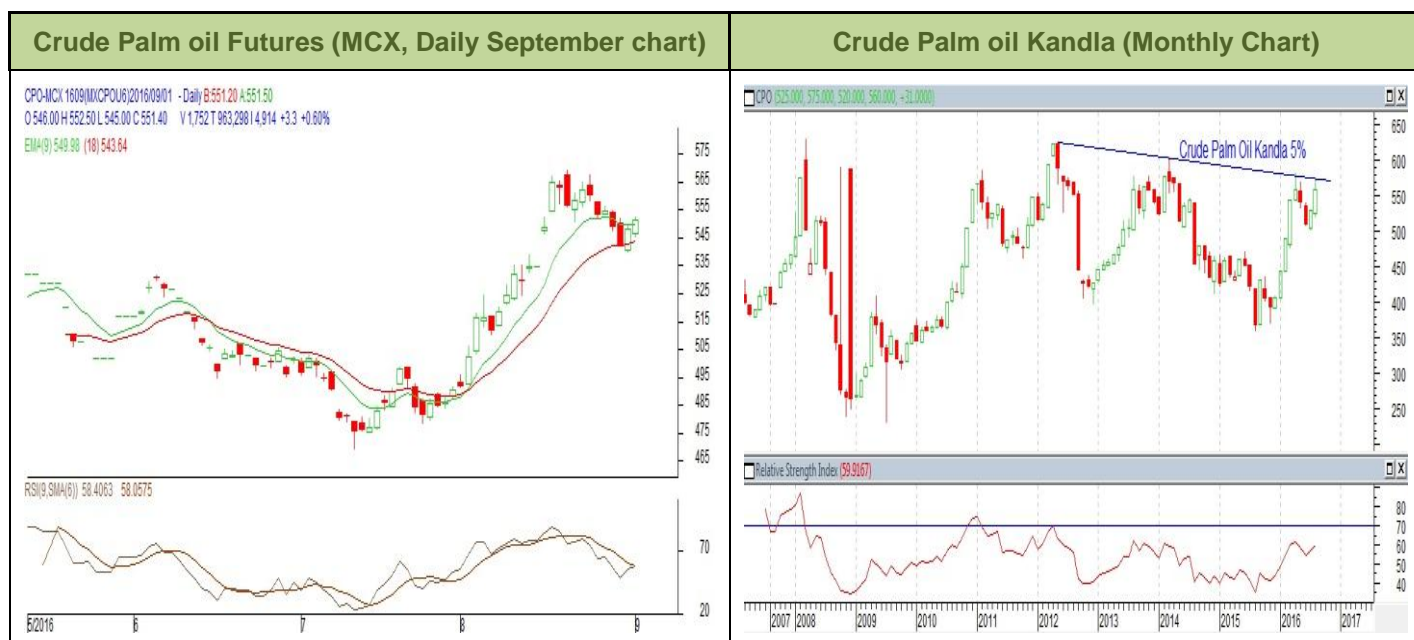 Crude Palm oil Futures (MCX, Daily September chart)
Crude Palm oil Kandla (Monthly Chart)
CPO-MCX 1609(MXCPOU6)2016/09/01 - Daily B:551.20 A:551.50
O 546.00 H 552.50 L 545.00 C 551.40 V 1,752 T 963,298 I 4,914 +3.3 +0.60%
EMA(9) 549.98 (18) 543.64
575
565
555
545
535
525
515
505
495
485
475
465
RSI(9,SMA(6)) 58.4063 58.0575
70
20
5/2016 6 7 8 9
CPO (525.000, 575.000, 520.000, 560.000, +31.0000)
Crude Palm Oil Kandla 5%
650
600
550
500
450
400
350
300
250
Relative Strength Index (59.9167)
80
70
60
50
40
2007 2008 2009 2010 2011 2012 2013 2014 2015 2016 2017